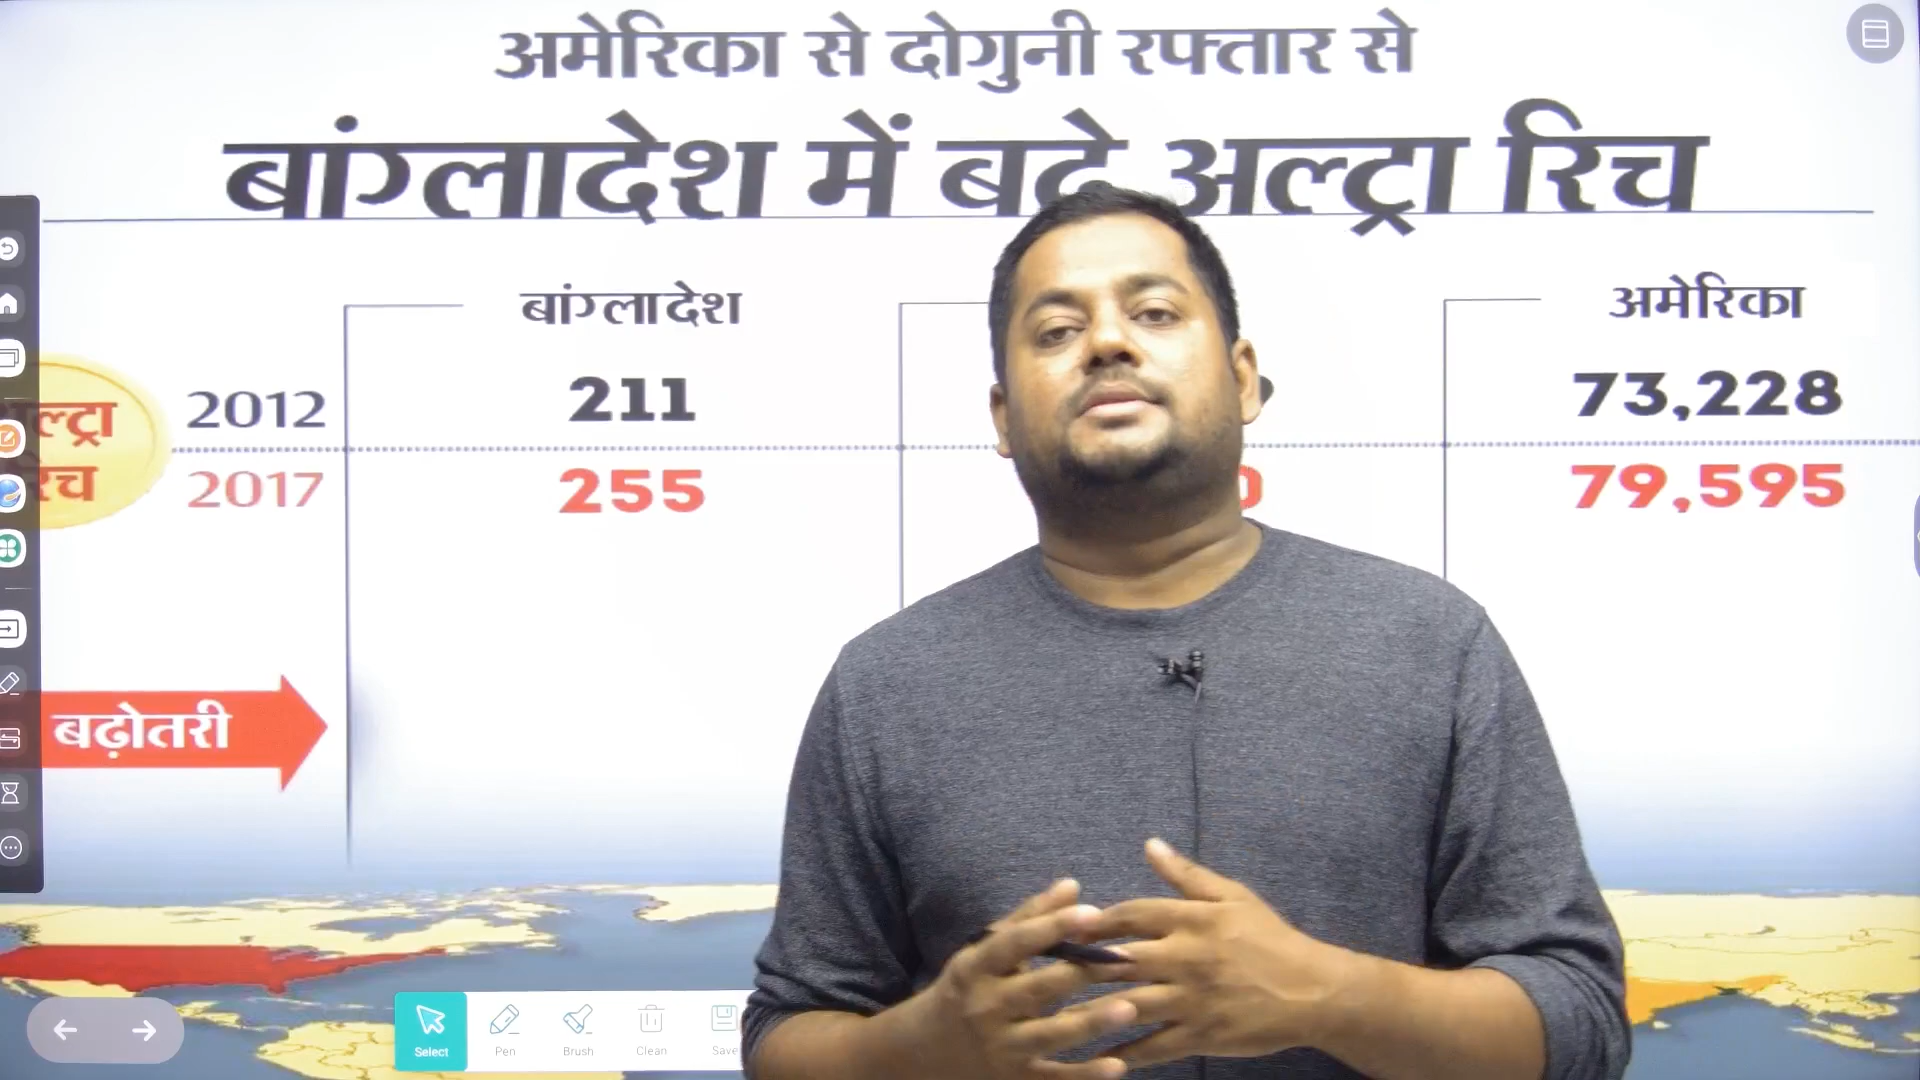 अमेरिका से दोगुनी रफ्तार से
बांग्लादेश में बढ़े अल्ट्रा रिच
बांग्लादेश
अमेरिका
2012
211
73,228
2017
255
79,595
बढ़ोतरी
Select
Pen
Brush
Clean
Save